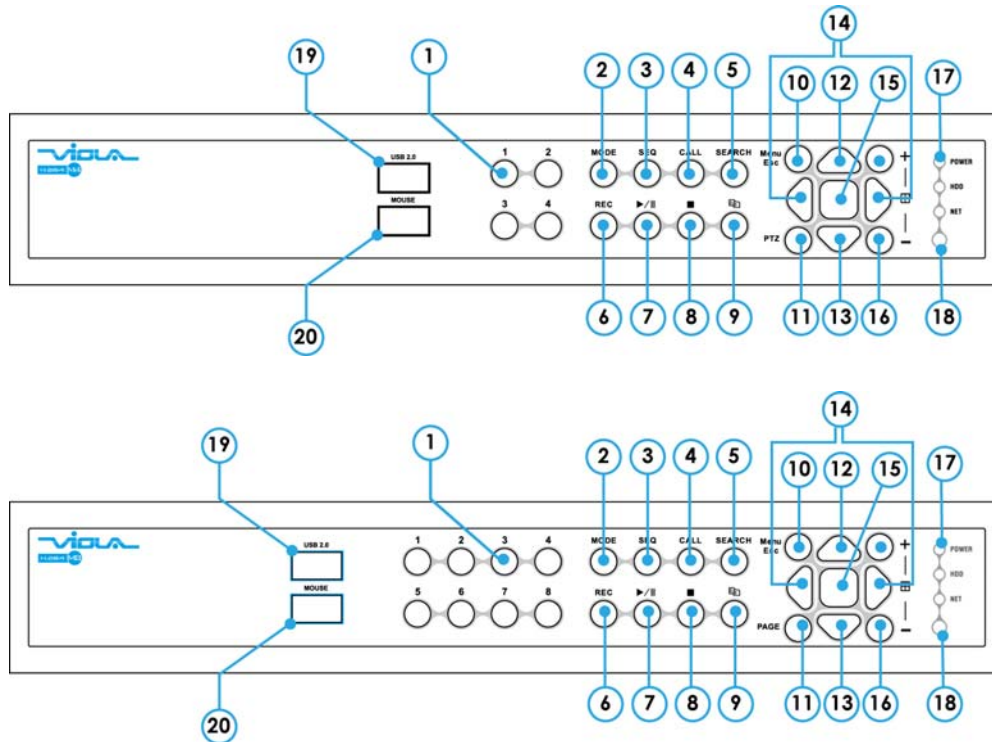 14
19 1 2 3 4 5 10 12 15 17
VIOLA
USB 2.0
MOUSE
1 2
3 4
MODE SEQ CALL SEARCH
REC ▶/II ■
Menu
Esc
PTZ
+
-
POWER
HDD
NET
20 6 7 8 9 11 13 16 18
14
19 1 2 3 4 5 10 12 15 17
VIOLA
USB 2.0
MOUSE
1 2 3 4
5 6 7 8
MODE SEQ CALL SEARCH
REC ▶/II ■
Menu
Esc
PAGE
+
-
POWER
HDD
NET
20 6 7 8 9 11 13 16 18